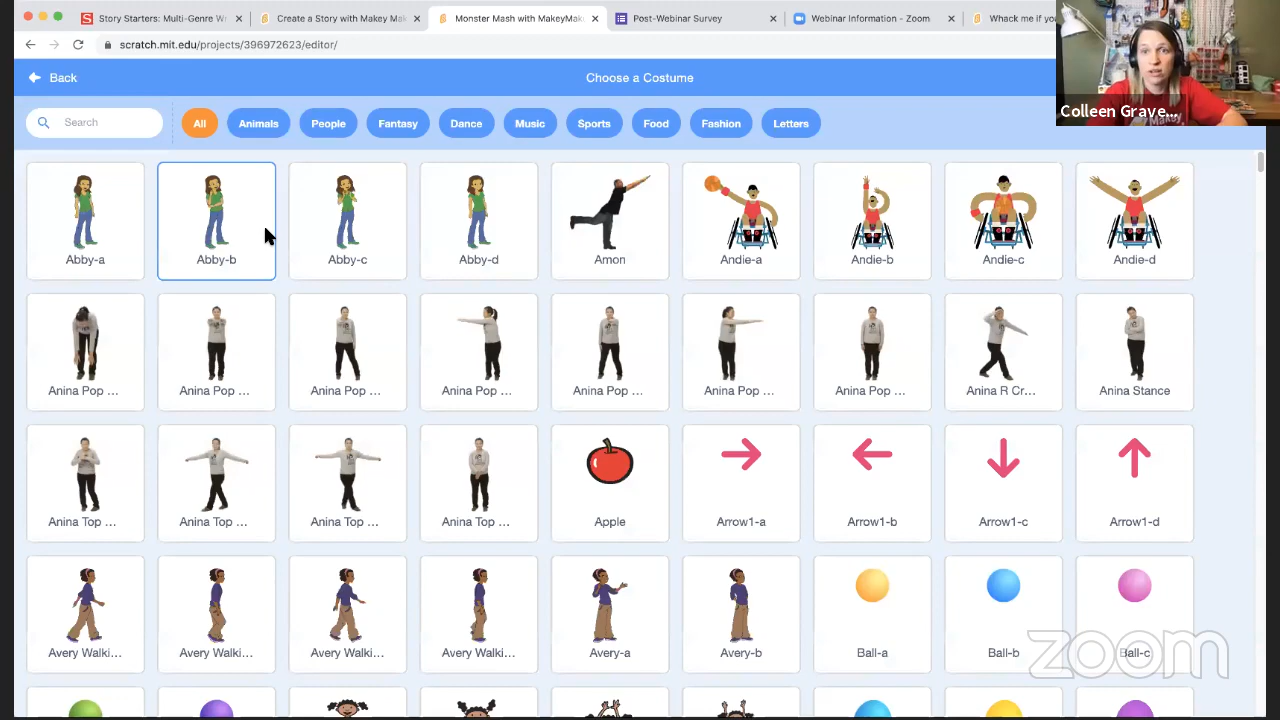 Story Starters: Multi-Genre Wr
Create a Story with Makey Mak
Monster Mash with MakeyMak
Post-Webinar Survey
Webinar Information - Zoom
Whack me if you
scratch.mit.edu/projects/396972623/editor/
Back
Choose a Costume
Colleen Grave...
Search
All
Animals
People
Fantasy
Dance
Music
Sports
Food
Fashion
Letters
Abby-a
Abby-b
Abby-c
Abby-d
Amon
Andie-a
Andie-b
Andie-c
Andie-d
Anina Pop ...
Anina Pop ...
Anina Pop ...
Anina Pop ...
Anina Pop ...
Anina Pop ...
Anina Pop ...
Anina R Cr...
Anina Stance
Anina Top ...
Anina Top ...
Anina Top ...
Anina Top ...
Apple
Arrow1-a
Arrow1-b
Arrow1-c
Arrow1-d
Avery Walki...
Avery Walki...
Avery Walki...
Avery Walki...
Avery-a
Avery-b
Ball-a
Ball-b
Ball-c
zoom